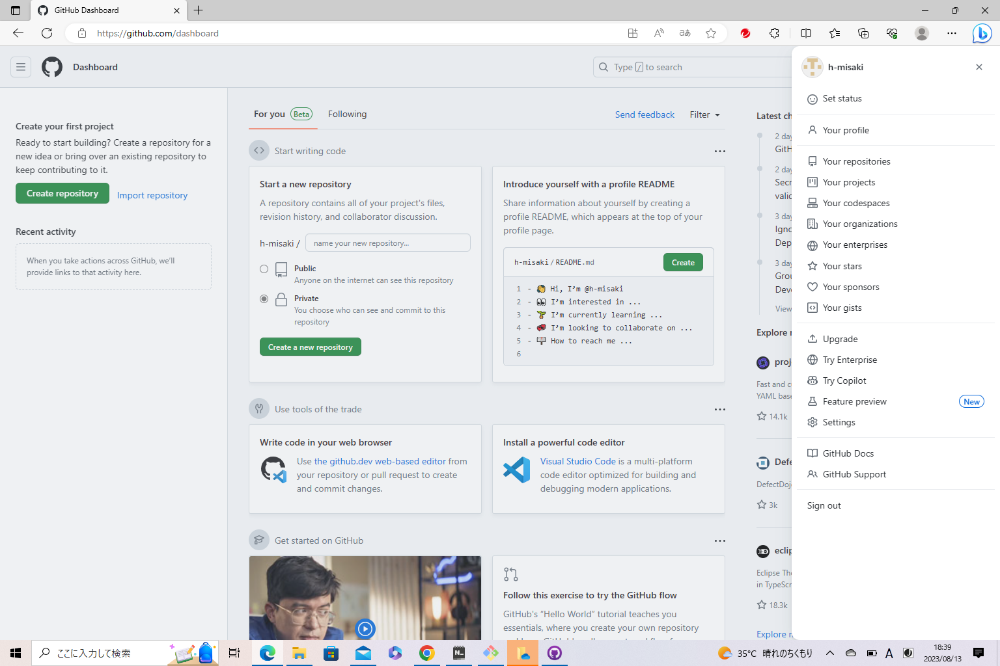 GitHub Dashboard
https://github.com/dashboard
Dashboard
Type / to search
Create your first project
Ready to start building? Create a repository for a
new idea or bring over an existing repository to
keep contributing to it.
Create repository
Import repository
Recent activity
When you take actions across GitHub, we'll
provide links to that activity here.
For you Beta
Following
Send feedback
Filter
Start writing code
Start a new repository
A repository contains all of your project's files,
revision history, and collaborator discussion.
h-misaki /
name your new repository...
Public
Anyone on the internet can see this repository
Private
You choose who can see and commit to this
repository
Create a new repository
Introduce yourself with a profile README
Share information about yourself by creating a
profile README, which appears at the top of your
profile page.
h-misaki / README.md
Create
1 - 👋 Hi, I'm @h-misaki
2 - 👀 I'm interested in ...
3 - 🌱 I'm currently learning ...
4 - 💞️ I'm looking to collaborate on ...
5 - 📫 How to reach me ...
6
Use tools of the trade
Write code in your web browser
Use the github.dev web-based editor from
your repository or pull request to create
and commit changes.
Install a powerful code editor
Visual Studio Code is a multi-platform
code editor optimized for building and
debugging modern applications.
Get started on GitHub
Follow this exercise to try the GitHub flow
GitHub's "Hello World" tutorial teaches you
essentials, where you create your own repository
Latest ch
2 day
GitH
2 day
Secr
valid
3 day
Igno
Dep
3 day
Grou
Deve
View
Explore r
proj
Fast and c
YAML base
14.1k
Defe
DefectDoj
3k
eclip
Eclipse The
in TypeScr
18.3k
Explore r
h-misaki
Set status
Your profile
Your repositories
Your projects
Your codespaces
Your organizations
Your enterprises
Your stars
Your sponsors
Your gists
Upgrade
Try Enterprise
Try Copilot
Feature preview
New
Settings
GitHub Docs
GitHub Support
Sign out
ここに入力して検索
35°C 晴れのちくもり
A
18:39
2023/08/13